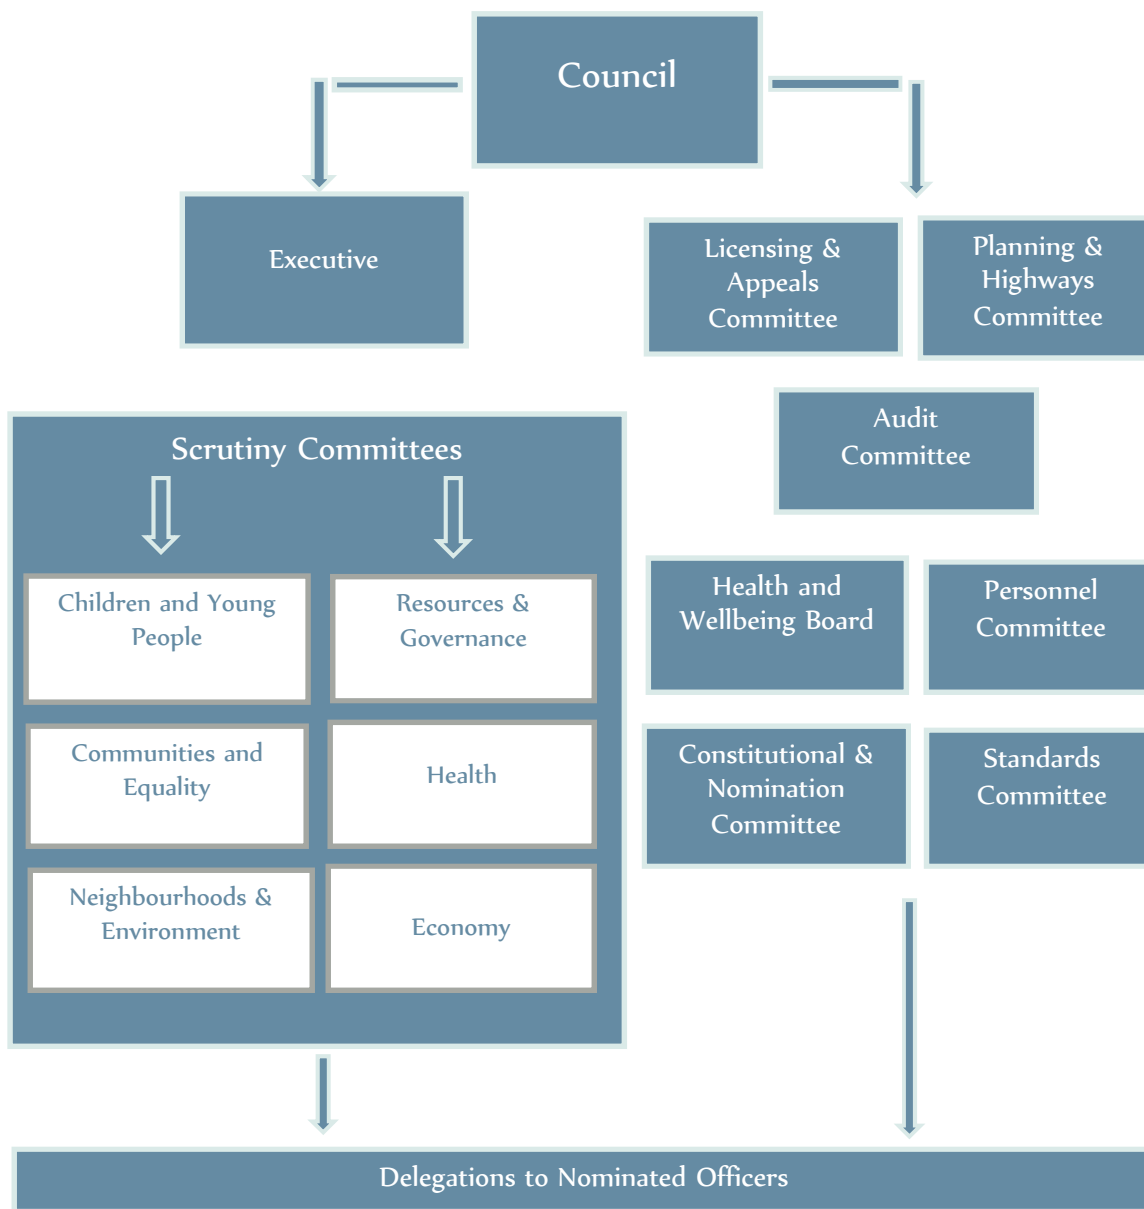 Council
Executive
Licensing &
Appeals
Committee
Planning &
Highways
Committee
Audit
Committee
Scrutiny Committees
Children and Young
People
Resources &
Governance
Communities and
Equality
Health
Neighbourhoods &
Environment
Economy
Health and
Wellbeing Board
Personnel
Committee
Constitutional &
Nomination
Committee
Standards
Committee
Delegations to Nominated Officers